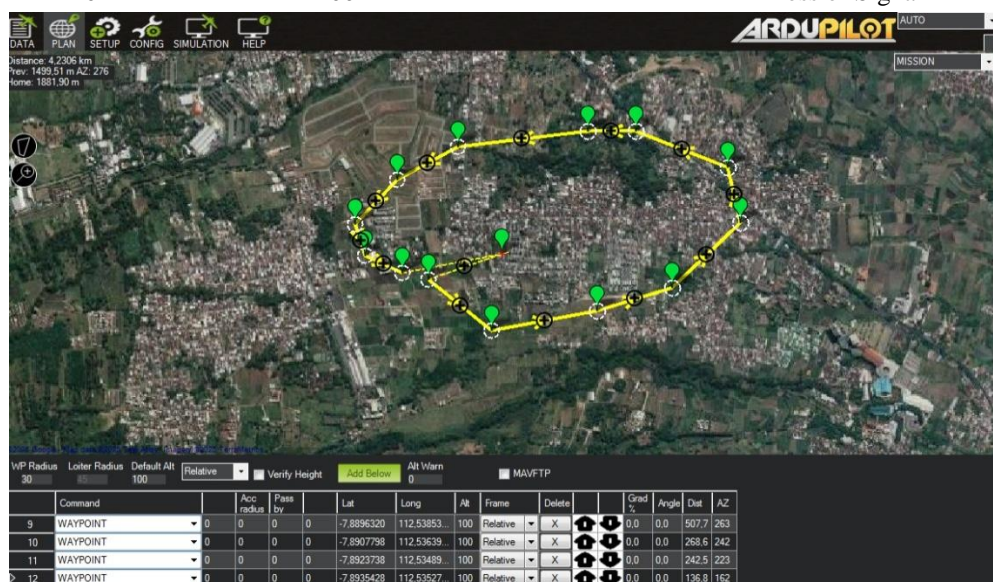 DATA PLAN SETUP CONFIG SIMULATION HELP
ARDUPILOT
AUTO
Distance: 4,2306 km
Prev: 1499,51 m AZ: 276
Home: 1881,90 m
MISSION
WP Radius Loiter Radius Default Alt
30 45 100 Relative Verify Height Add Below Alt Warn 0 MAVFTP
Command Acc radius Pass by Lat Long Alt Frame Delete Grad % Angle Dist AZ
9 WAYPOINT 0 0 0 0 -7,8896320 112,53853... 100 Relative X 0,0 0,0 507,7 263
10 WAYPOINT 0 0 0 0 -7,8907798 112,53639... 100 Relative X 0,0 0,0 268,6 242
11 WAYPOINT 0 0 0 0 -7,8923738 112,53489... 100 Relative X 0,0 0,0 242,5 223
12 WAYPOINT 0 0 0 0 -7,8935428 112,53527... 100 Relative X 0,0 0,0 136,8 162